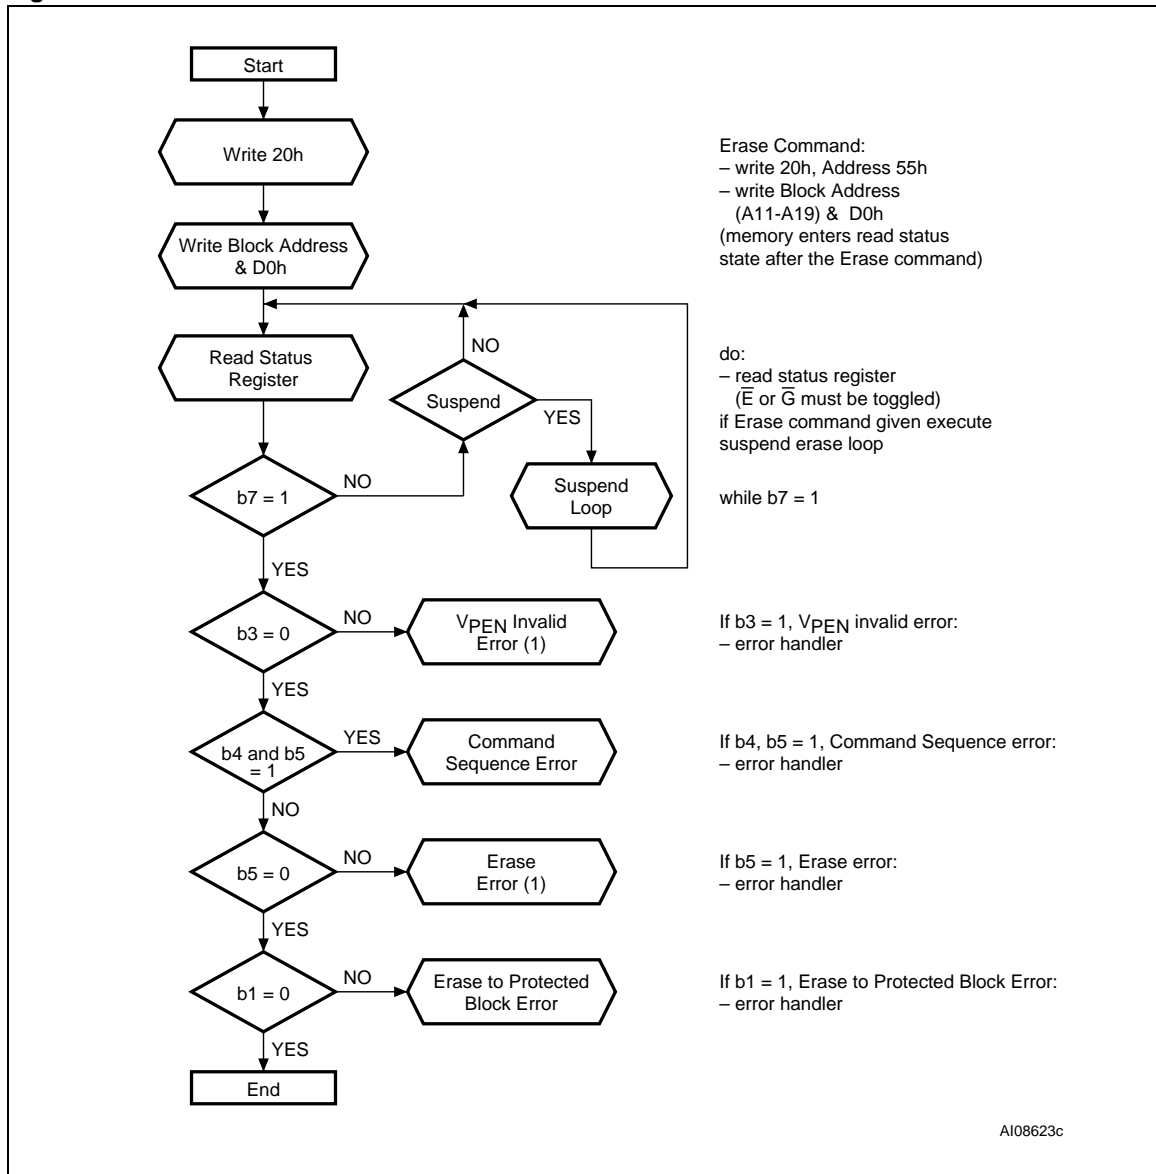 Start
Write 20h
Erase Command:
– write 20h, Address 55h
– write Block Address
(A11-A19) & D0h
(memory enters read status
state after the Erase command)
Write Block Address
& D0h
Read Status
Register
NO
Suspend
YES
do:
– read status register
(E̅ or G̅ must be toggled)
if Erase command given execute
suspend erase loop
while b7 = 1
b7 = 1
NO
Suspend
Loop
YES
b3 = 0
NO
VPEN Invalid
Error (1)
If b3 = 1, VPEN invalid error:
– error handler
YES
b4 and b5
= 1
YES
Command
Sequence Error
If b4, b5 = 1, Command Sequence error:
– error handler
NO
b5 = 0
NO
Erase
Error (1)
If b5 = 1, Erase error:
– error handler
YES
b1 = 0
NO
Erase to Protected
Block Error
If b1 = 1, Erase to Protected Block Error:
– error handler
YES
End
AI08623c